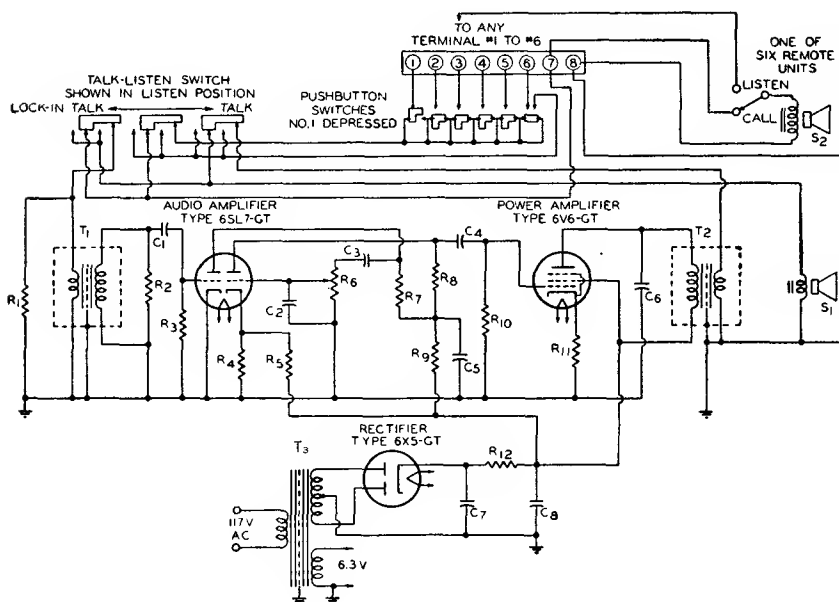 TO ANY
TERMINAL #1 TO #6
ONE OF
SIX REMOTE
UNITS
1 2 3 4 5 6 7 8
TALK-LISTEN SWITCH
SHOWN IN LISTEN POSITION
LOCK-IN TALK
TALK
PUSHBUTTON
SWITCHES
NO.1 DEPRESSED
LISTEN
CALL
S2
AUDIO AMPLIFIER
TYPE 6SL7-GT
POWER AMPLIFIER
TYPE 6V6-GT
T1
C1
C3
C4
T2
R1
R2
R3
C2
R6
R7
R8
R10
C6
S1
R4
R5
R9
C5
R11
RECTIFIER
TYPE 6X5-GT
T3
R12
117V
AC
C7
C8
6.3V